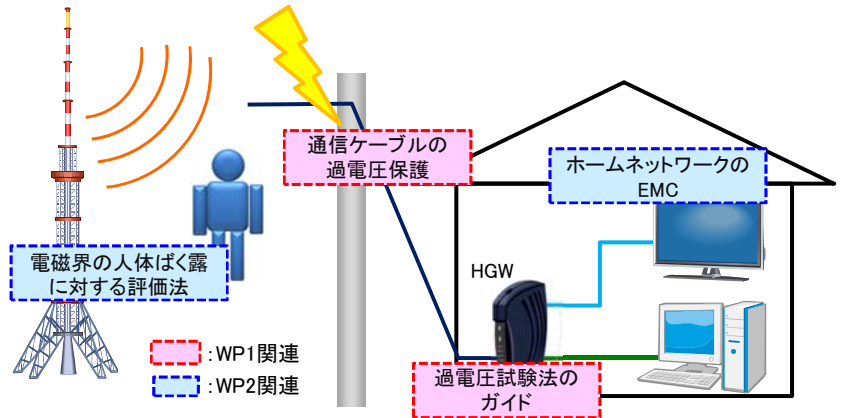 通信ケーブルの
過電圧保護
ホームネットワークの
EMC
電磁界の人体ばく露
に対する評価法
HGW
:WP1関連
:WP2関連
過電圧試験法の
ガイド